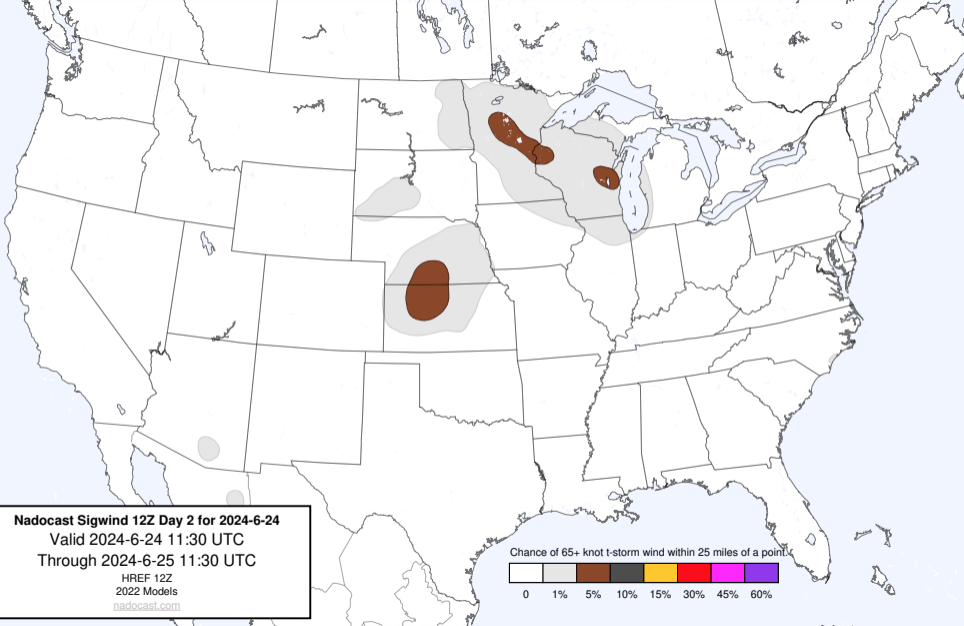 Nadocast Sigwind 12Z Day 2 for 2024-6-24
Valid 2024-6-24 11:30 UTC
Through 2024-6-25 11:30 UTC
HREF 12Z
2022 Models
nadocast.com
Chance of 65+ knot t-storm wind within 25 miles of a point.
0 1% 5% 10% 15% 30% 45% 60%